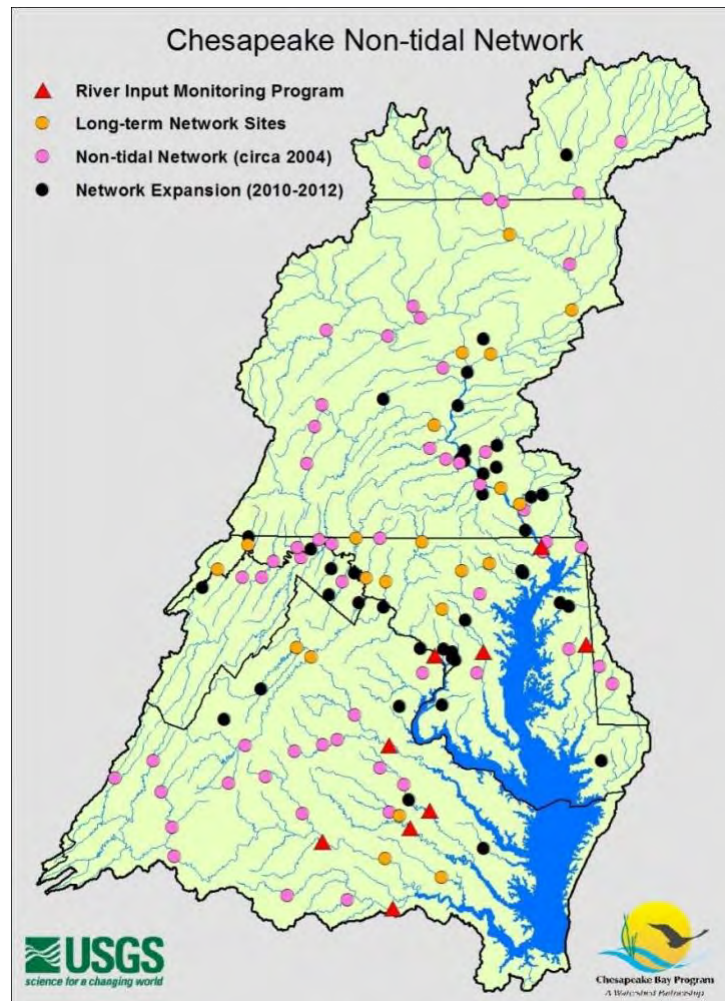 Chesapeake Non-tidal Network
River Input Monitoring Program
Long-term Network Sites
Non-tidal Network (circa 2004)
Network Expansion (2010-2012)
USGS
science for a changing world
Chesapeake Bay Program
A Watershed Partnership